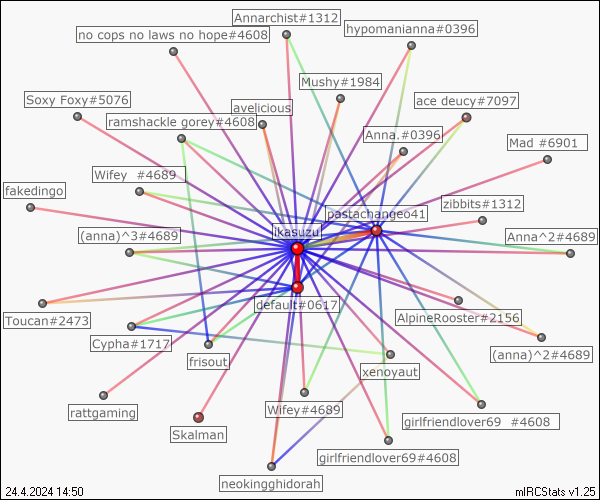 Annarchist#1312
hypomanianna#0396
no cops no laws no hope#4608
Mushy#1984
Soxy Foxy#5076
avelicious
ace deucy#7097
ramshackle gorey#4608
Anna.#0396
Mad  #6901
Wifey  #4689
fakedingo
zibbits#1312
pastachangeo41
ikasuzu
(anna)^3#4689
Anna^2#4689
default#0617
Toucan#2473
AlpineRooster#2156
Cypha#1717
(anna)^2#4689
frisout
xenoyaut
rattgaming
Wifey#4689
girlfriendlover69  #4608
Skalman
girlfriendlover69#4608
neokingghidorah
24.4.2024 14:50
mIRCStats v1.25